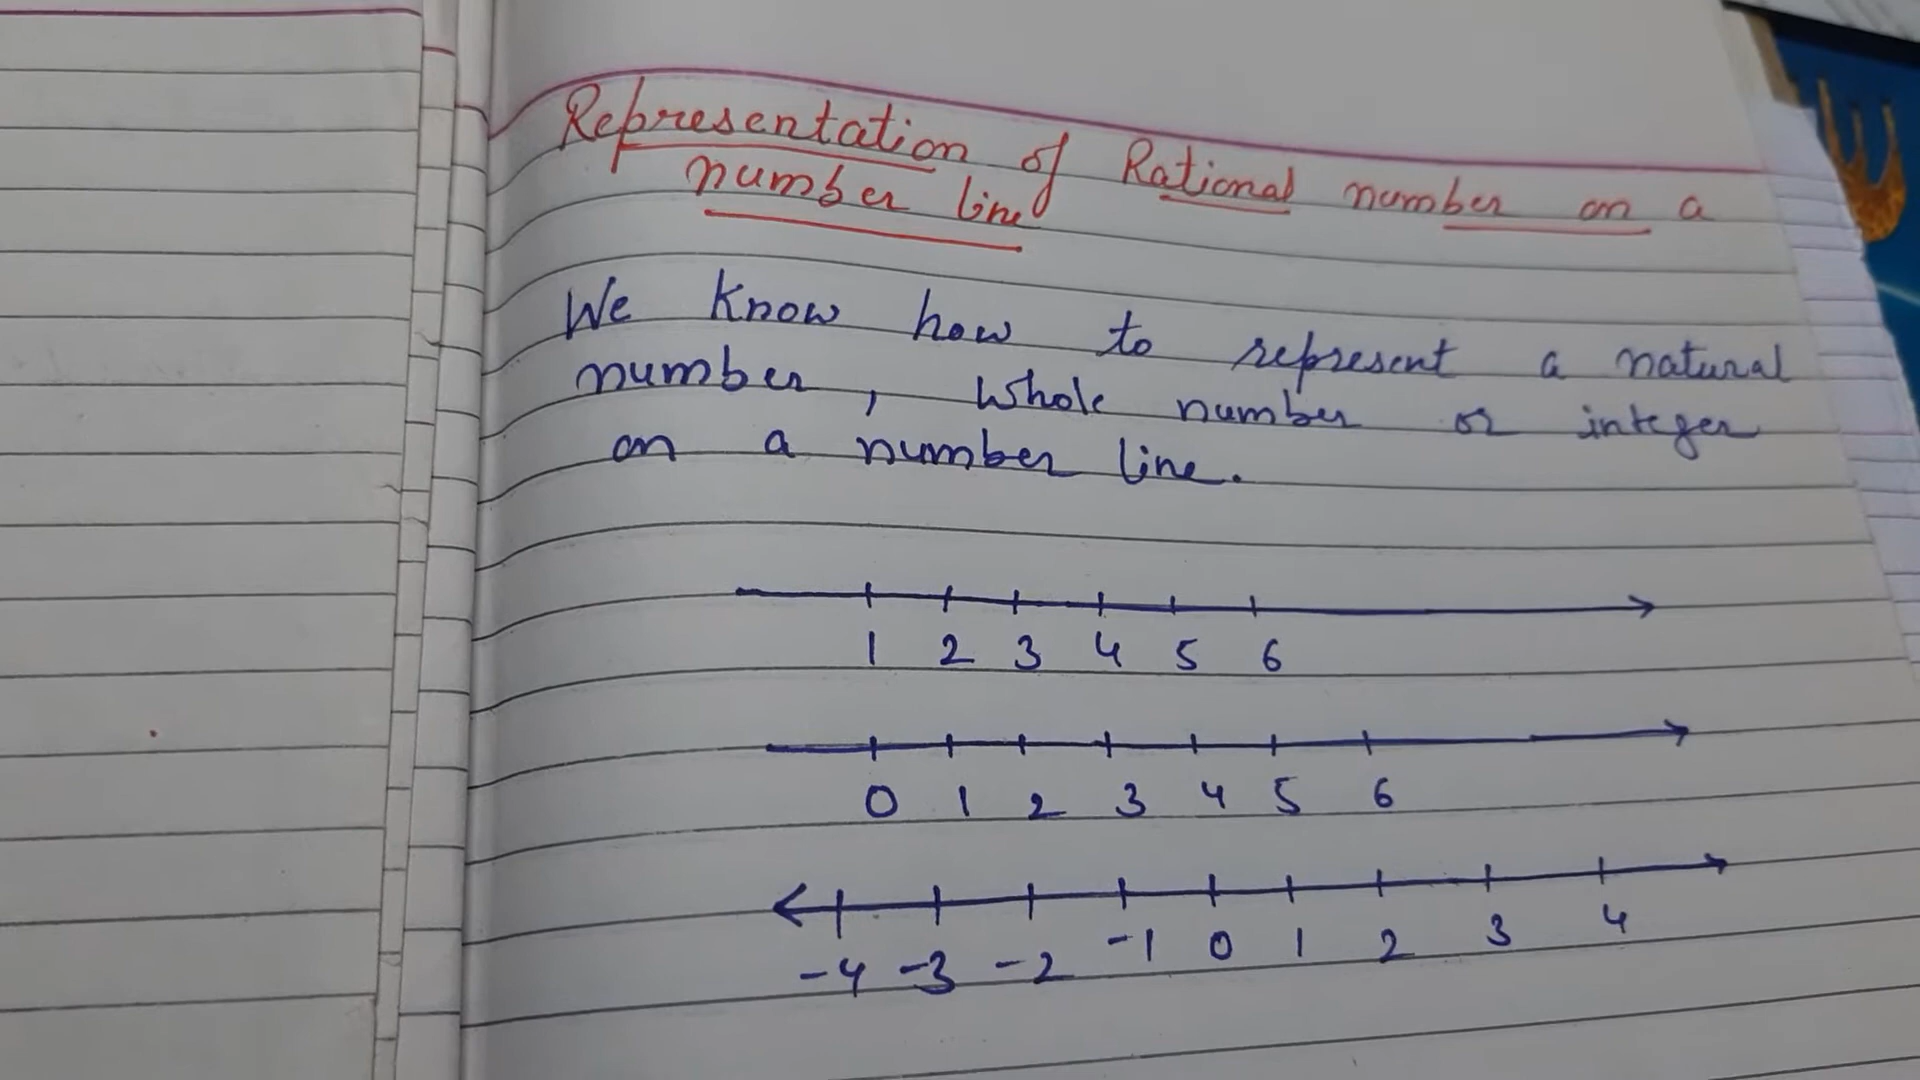 Representation of Rational number on a
number line
We know how to represent a natural
number, Whole number or integer
on a number line.
1 2 3 4 5 6
0 1 2 3 4 5 6
-4 -3 -2 -1 0 1 2 3 4